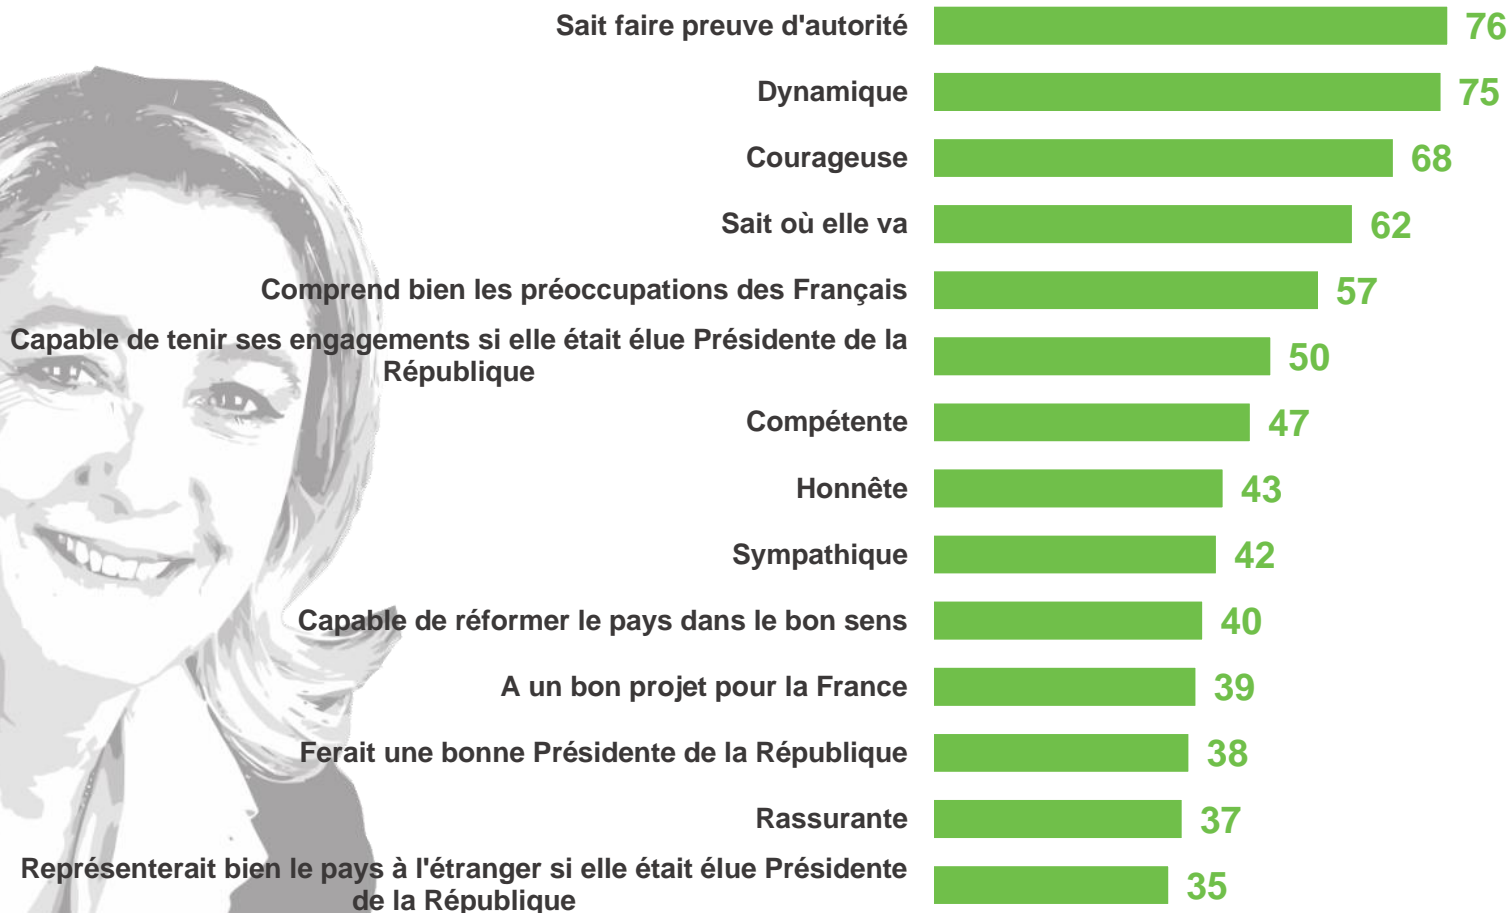 Sait faire preuve d'autorité 76
Dynamique 75
Courageuse 68
Sait où elle va 62
Comprend bien les préoccupations des Français 57
Capable de tenir ses engagements si elle était élue Présidente de la
République 50
Compétente 47
Honnête 43
Sympathique 42
Capable de réformer le pays dans le bon sens 40
A un bon projet pour la France 39
Ferait une bonne Présidente de la République 38
Rassurante 37
Représenterait bien le pays à l'étranger si elle était élue Présidente
de la République 35